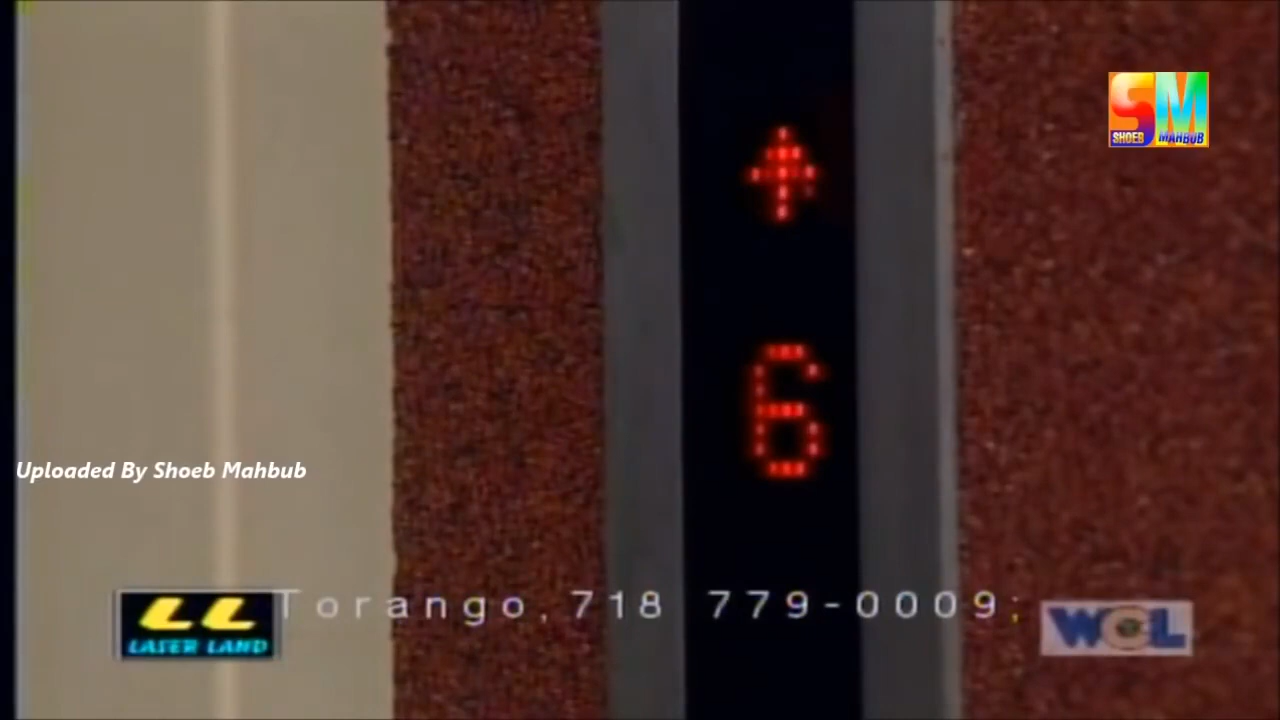 SM
SHOEB MAHBUB
6
Uploaded By Shoeb Mahbub
Torango, 718 779-0009;
LL
LASER LAND
WCL